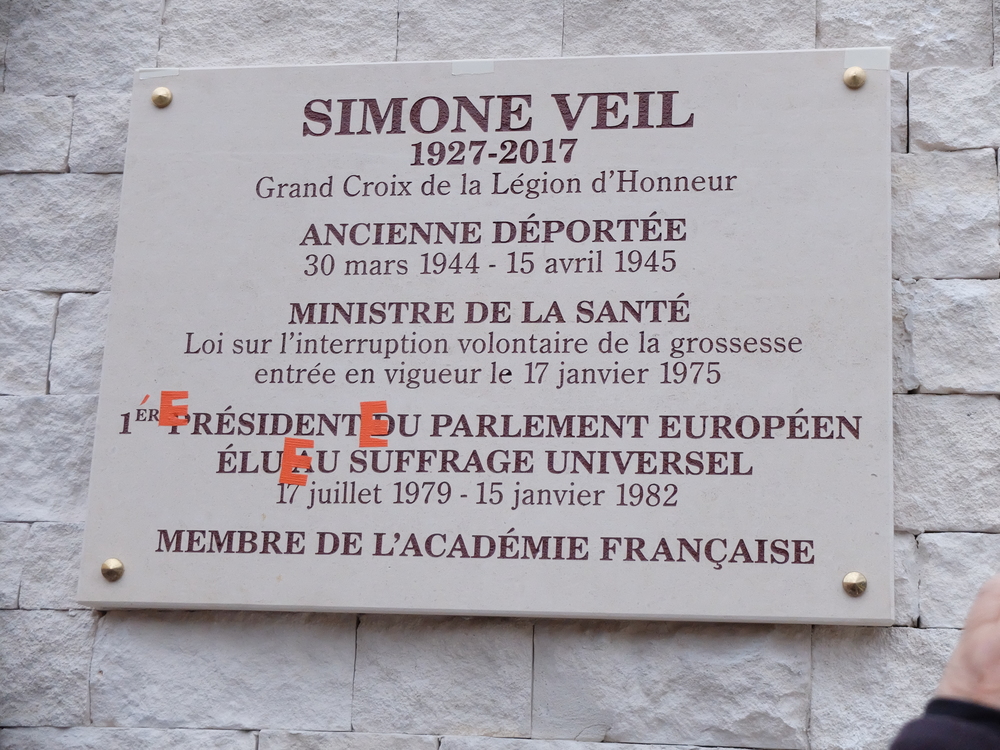 SIMONE VEIL
1927-2017
Grand Croix de la Légion d'Honneur
ANCIENNE DÉPORTÉE
30 mars 1944 - 15 avril 1945
MINISTRE DE LA SANTÉ
Loi sur l'interruption volontaire de la grossesse
entrée en vigueur le 17 janvier 1975
1ÉRE PRÉSIDENTE DU PARLEMENT EUROPÉEN
ÉLUE AU SUFFRAGE UNIVERSEL
17 juillet 1979 - 15 janvier 1982
MEMBRE DE L'ACADÉMIE FRANÇAISE